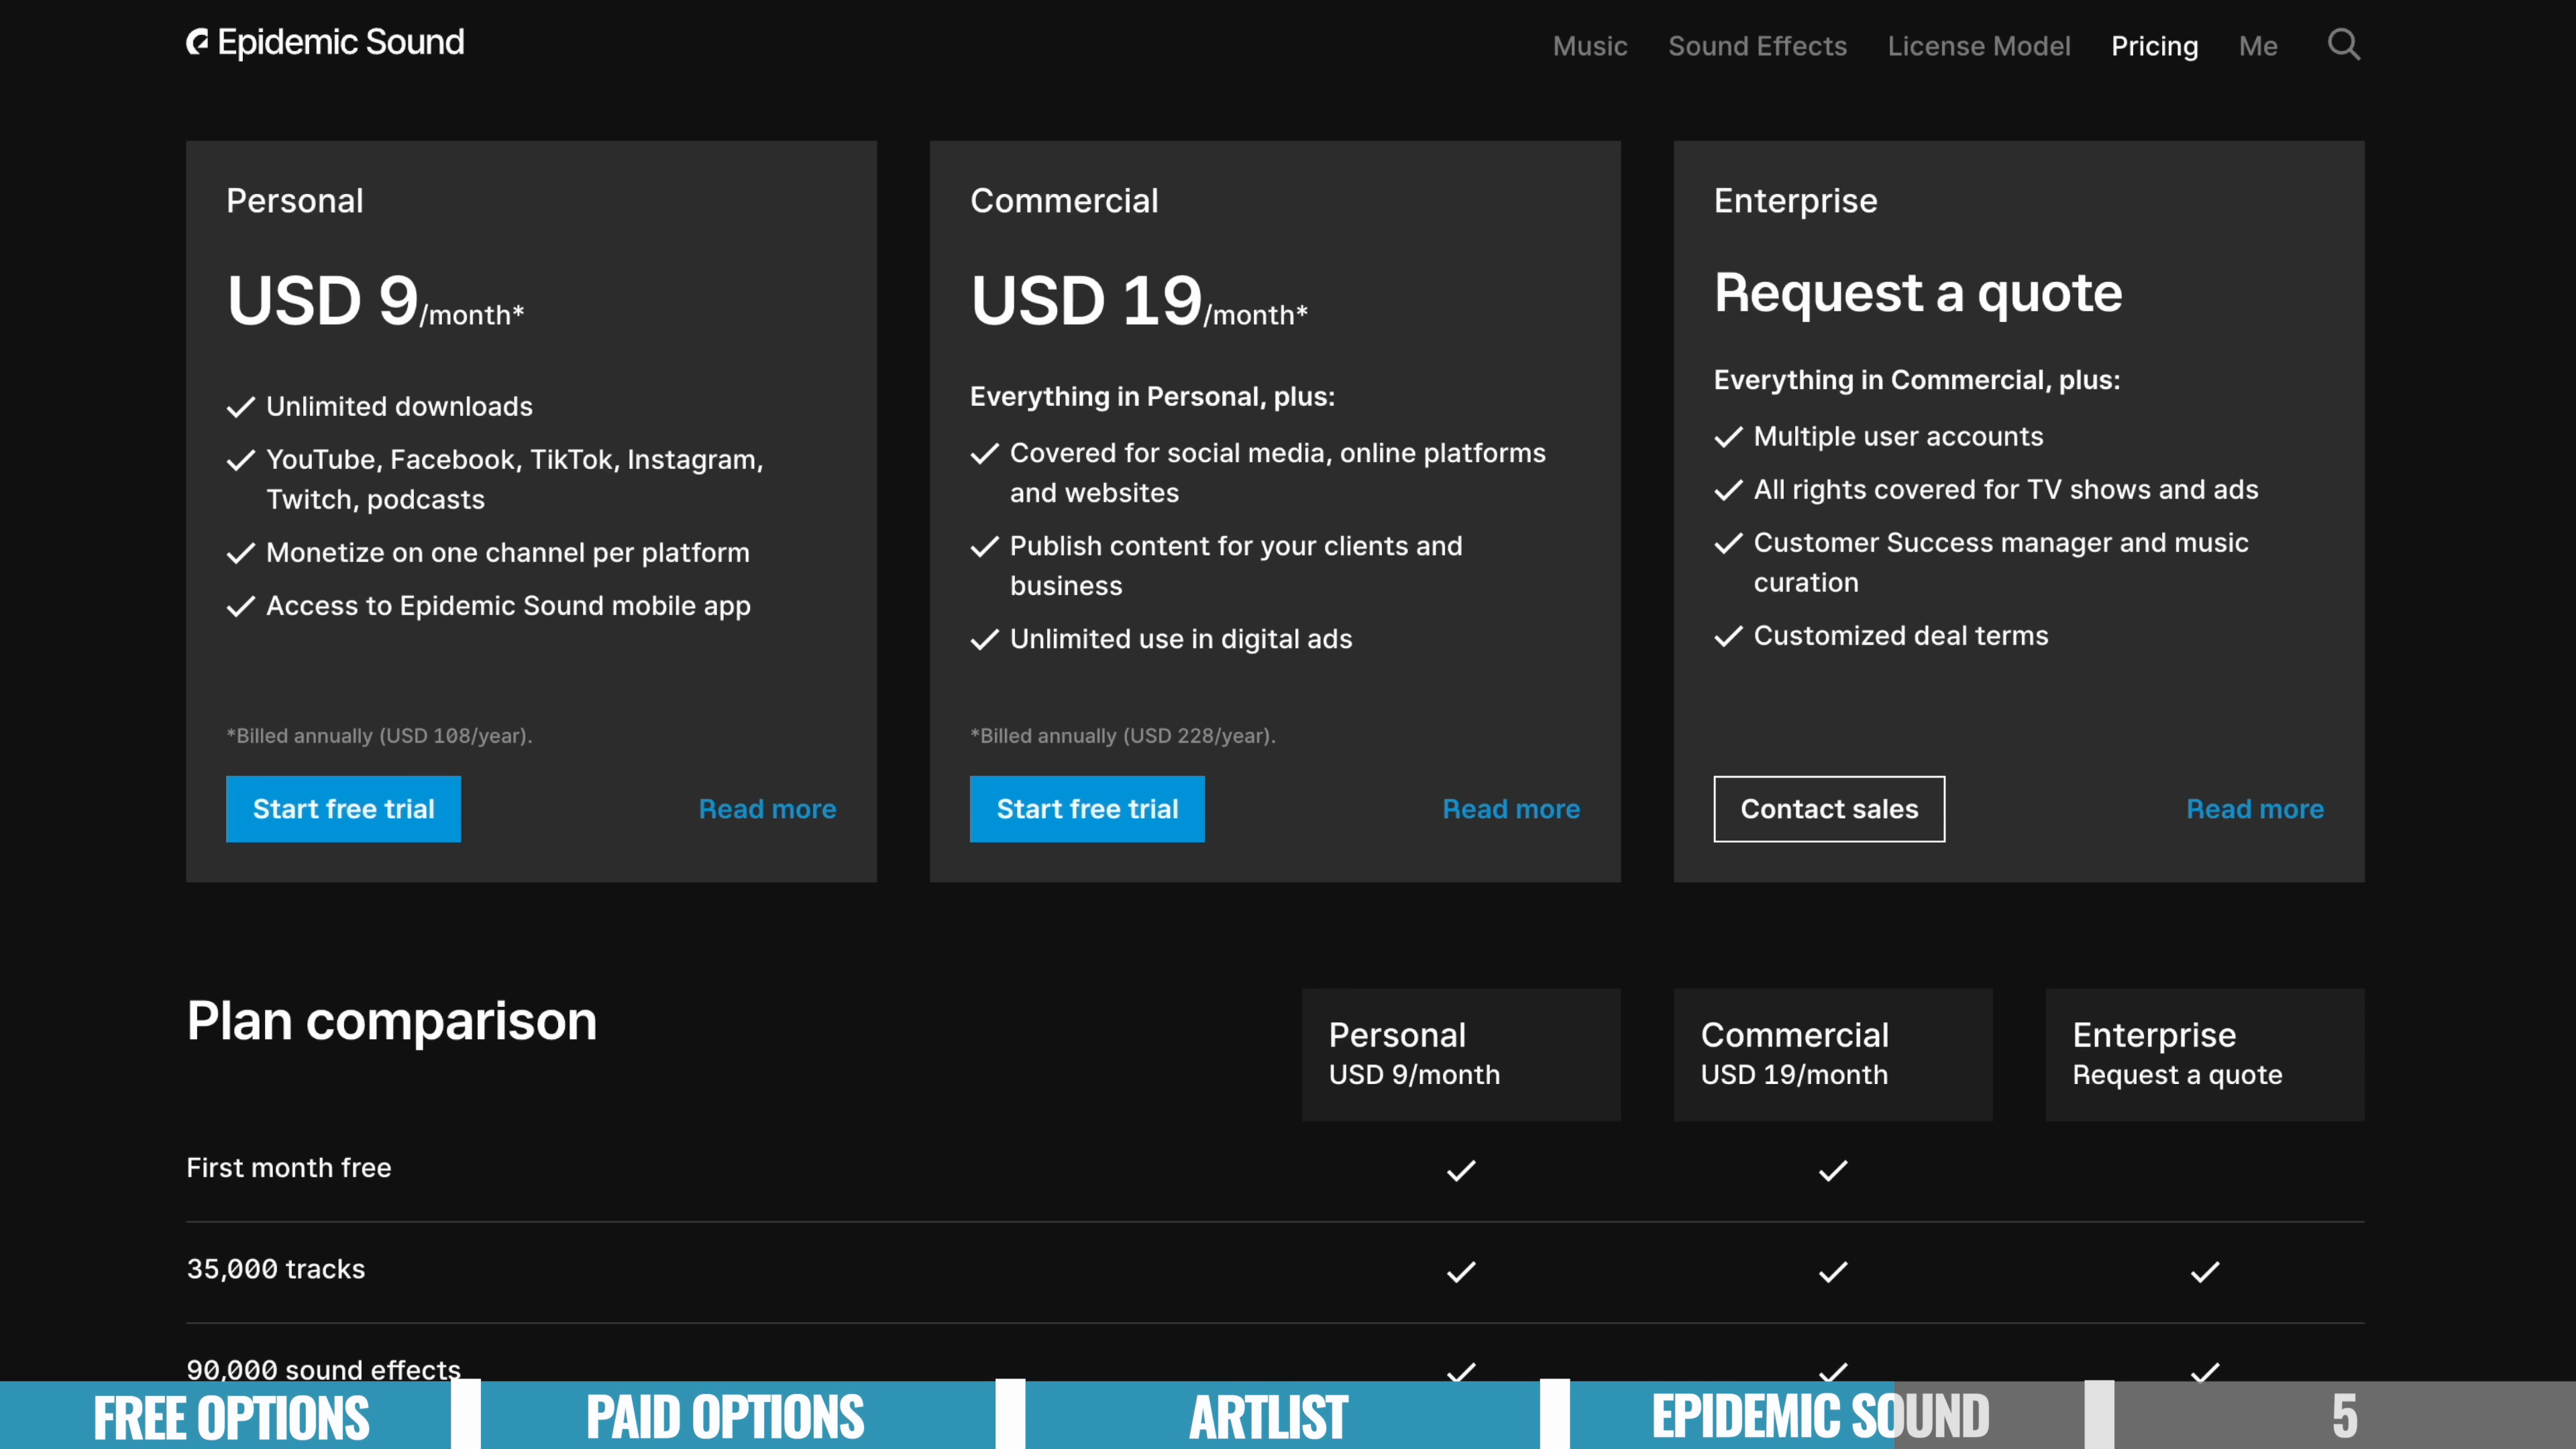 Epidemic Sound
Music Sound Effects License Model Pricing Me
Personal
USD 9/month*
Unlimited downloads
YouTube, Facebook, TikTok, Instagram,
Twitch, podcasts
Monetize on one channel per platform
Access to Epidemic Sound mobile app
*Billed annually (USD 108/year).
Start free trial
Read more
Commercial
USD 19/month*
Everything in Personal, plus:
Covered for social media, online platforms
and websites
Publish content for your clients and
business
Unlimited use in digital ads
*Billed annually (USD 228/year).
Start free trial
Read more
Enterprise
Request a quote
Everything in Commercial, plus:
Multiple user accounts
All rights covered for TV shows and ads
Customer Success manager and music
curation
Customized deal terms
Contact sales
Read more
Plan comparison
Personal
USD 9/month
Commercial
USD 19/month
Enterprise
Request a quote
First month free
35,000 tracks
90,000 sound effects
FREE OPTIONS
PAID OPTIONS
ARTLIST
EPIDEMIC SOUND
5